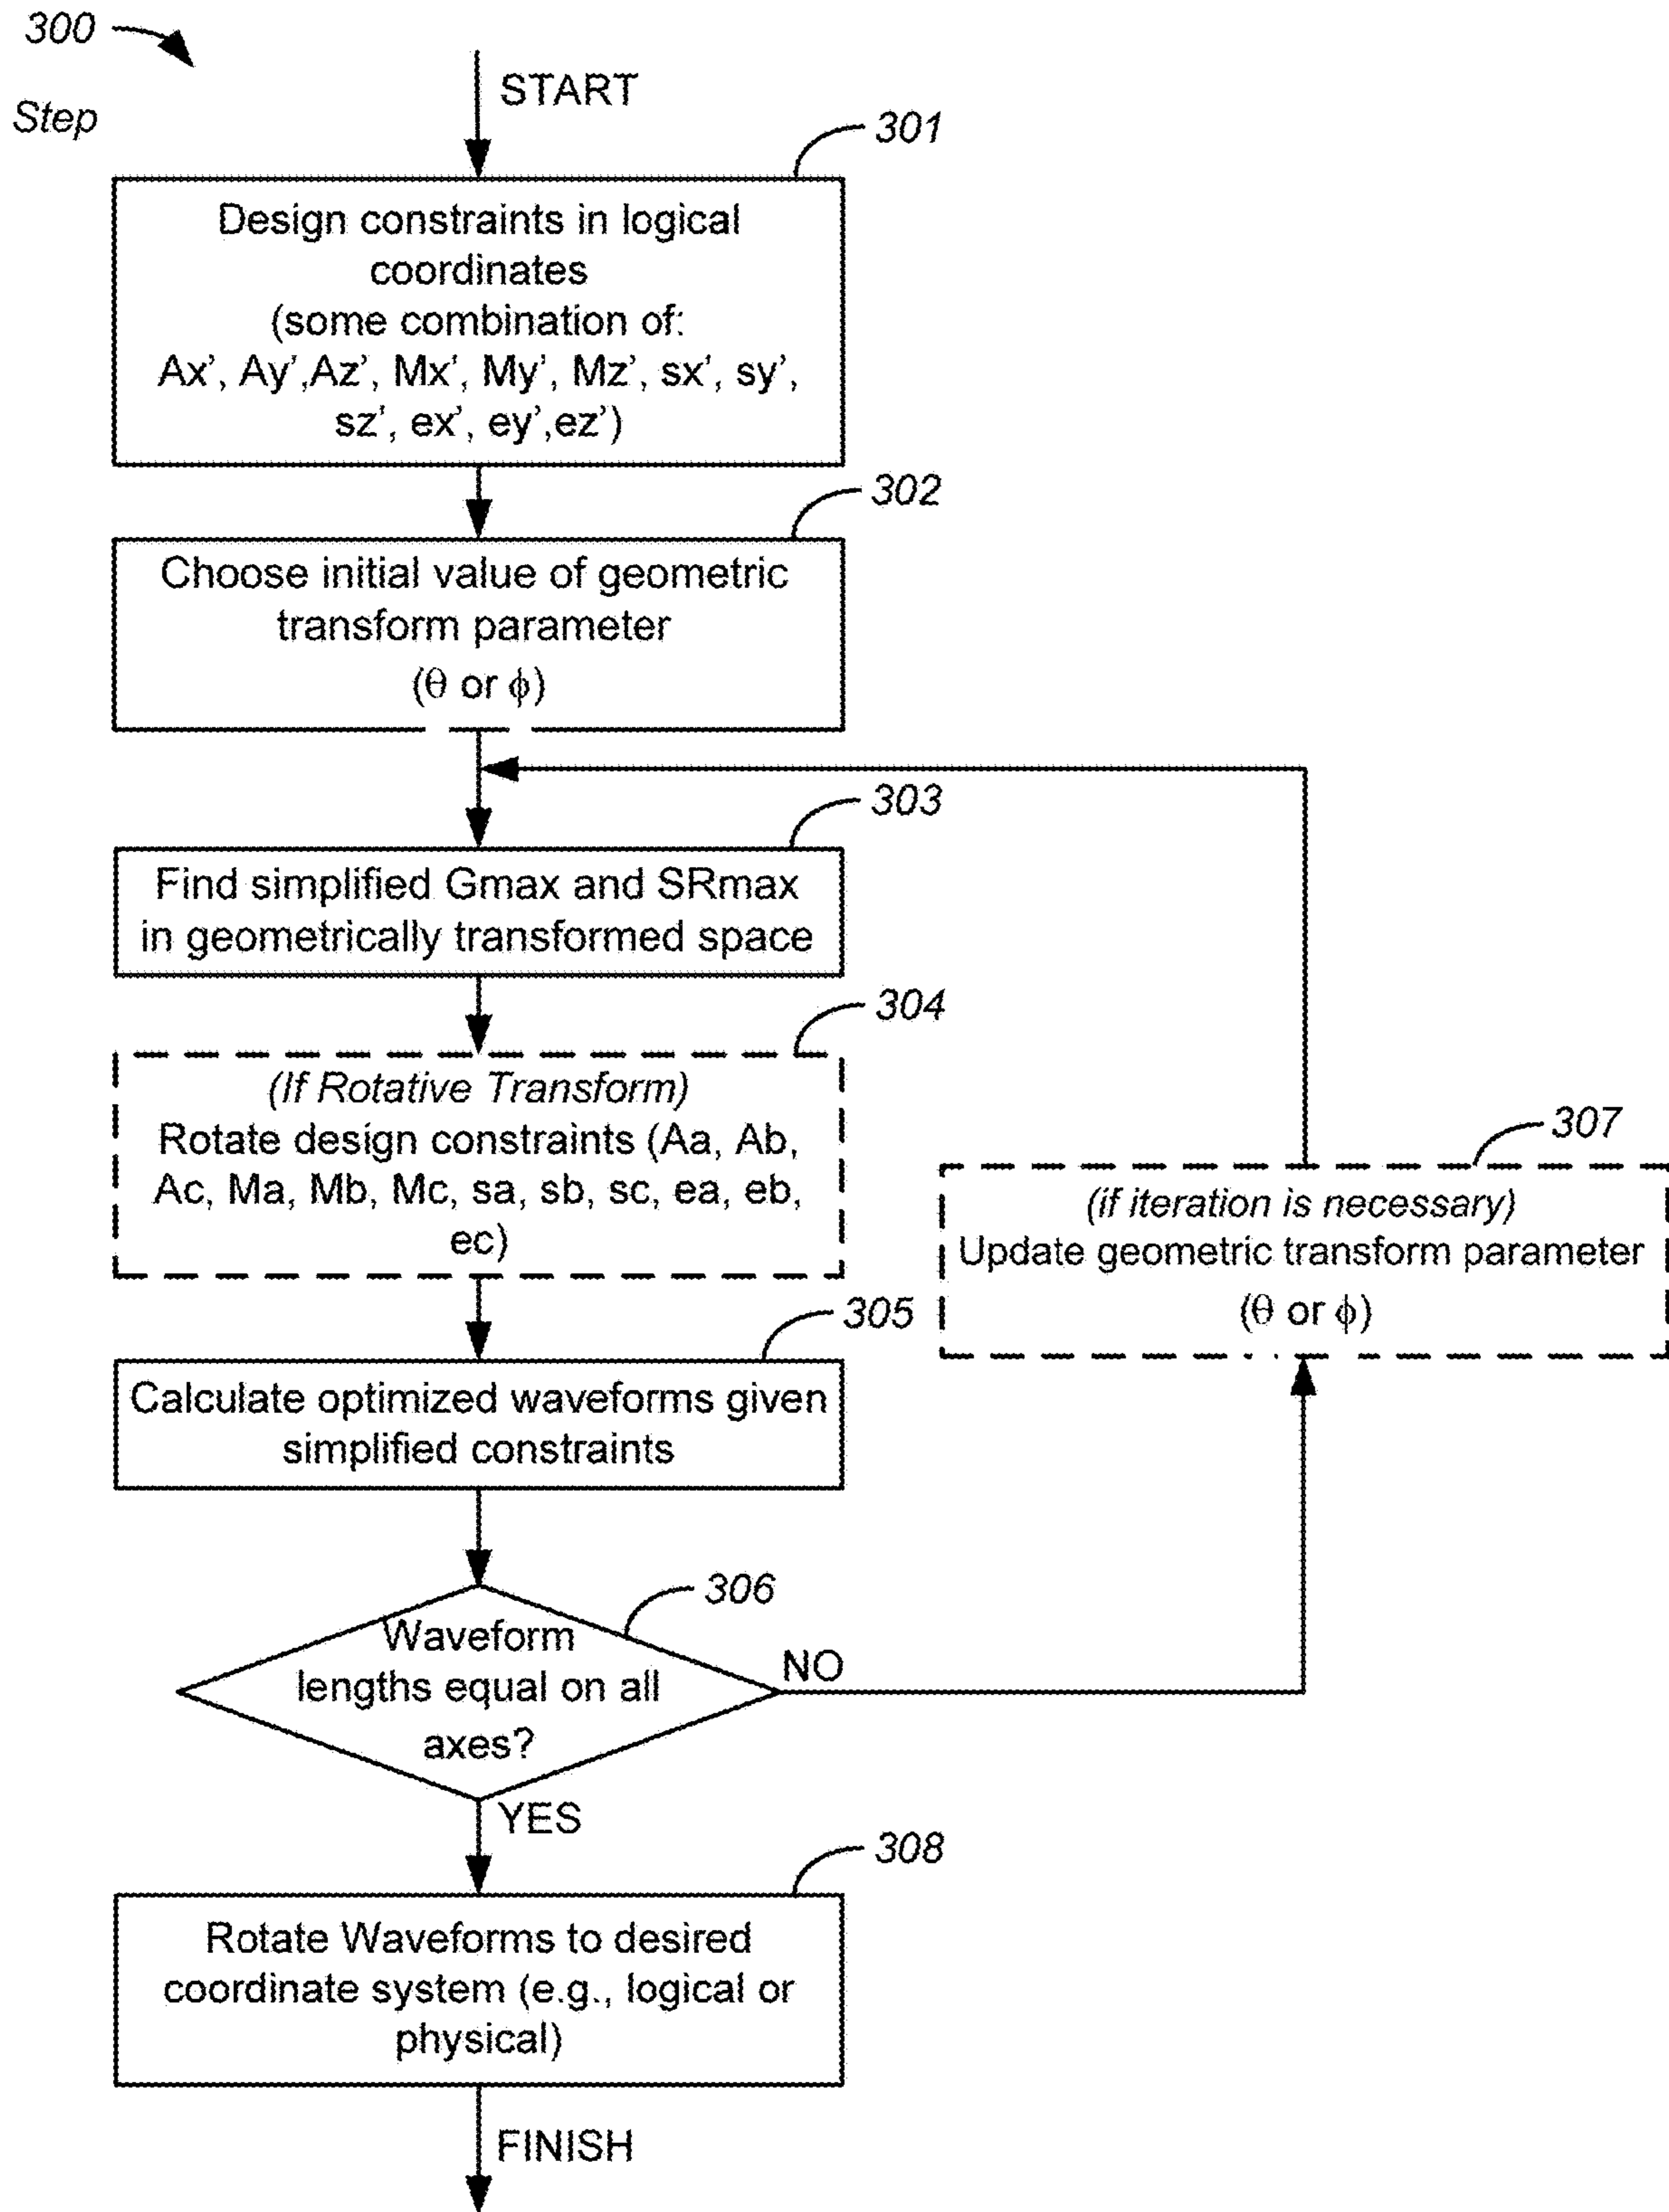 300
Step
START
301
Design constraints in logical
coordinates
(some combination of:
Ax’, Ay’,Az’, Mx’, My’, Mz’, sx’, sy’,
sz’, ex’, ey’,ez’)
302
Choose initial value of geometric
transform parameter
(θ or ϕ)
303
Find simplified Gmax and SRmax
in geometrically transformed space
304
(If Rotative Transform)
Rotate design constraints (Aa, Ab,
Ac, Ma, Mb, Mc, sa, sb, sc, ea, eb,
ec)
307
(if iteration is necessary)
Update geometric transform parameter
(θ or ϕ)
305
Calculate optimized waveforms given
simplified constraints
306
Waveform
lengths equal on all
axes?
NO
YES
308
Rotate Waveforms to desired
coordinate system (e.g., logical or
physical)
FINISH